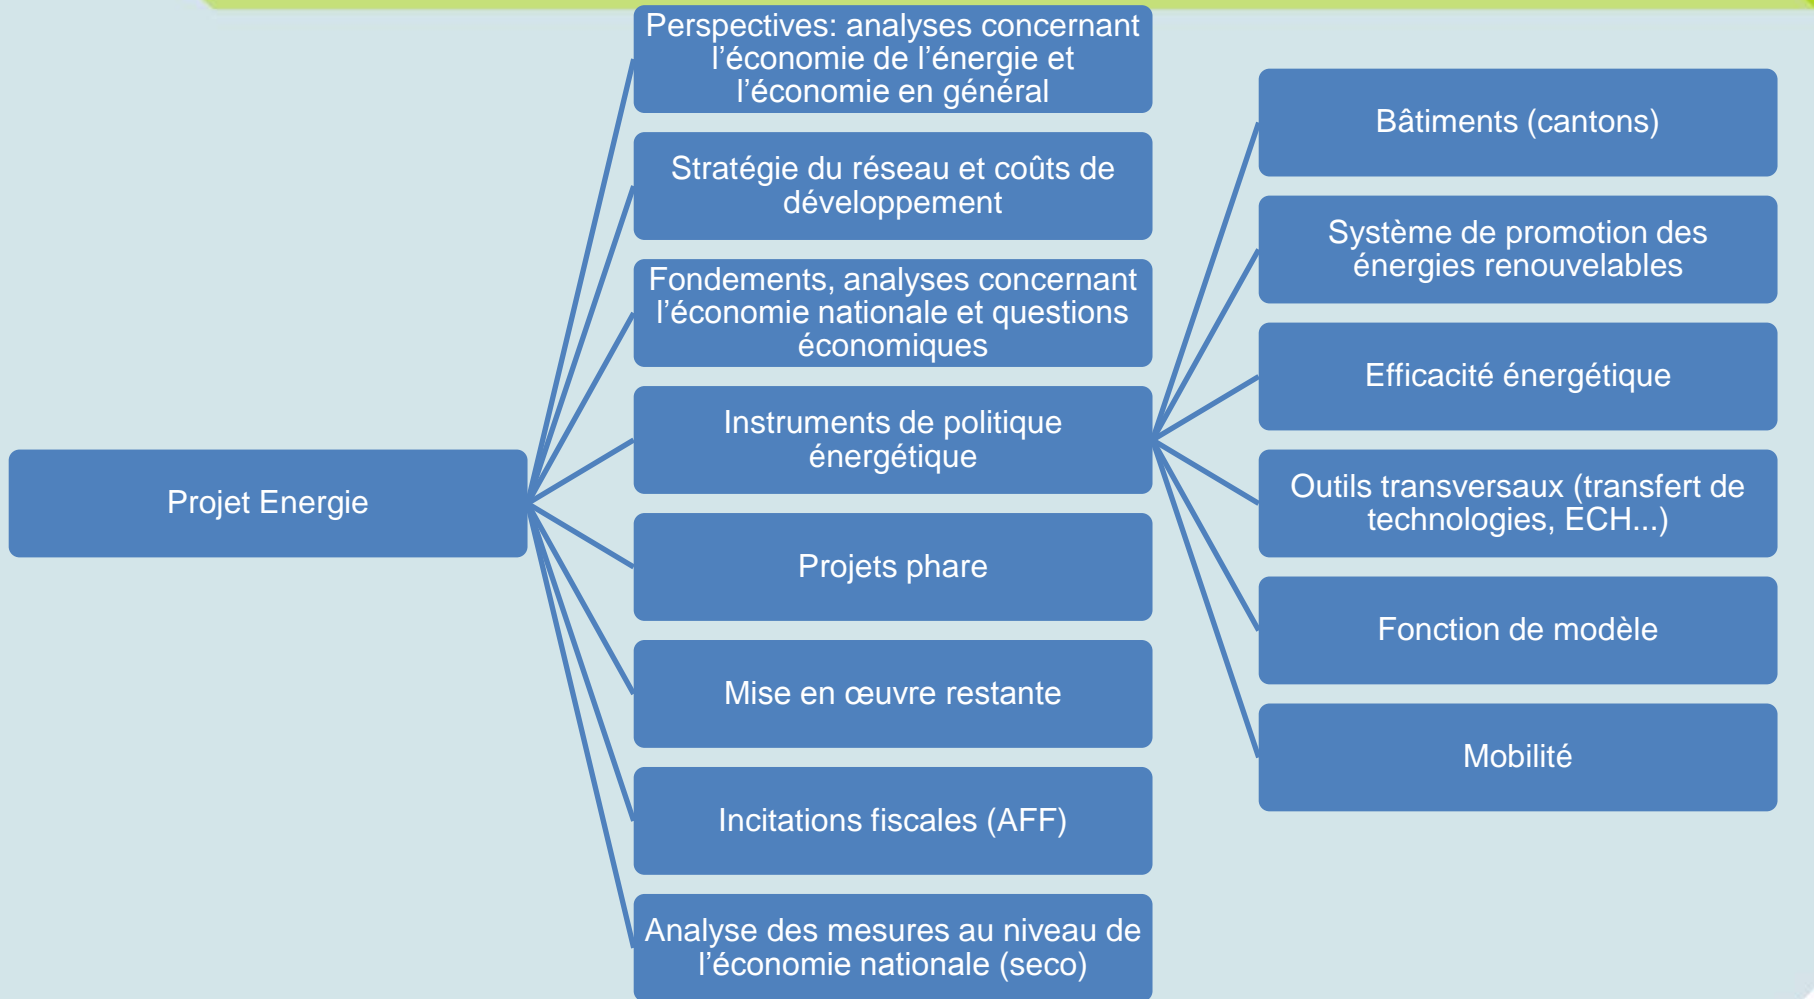 Projet Energie
Perspectives: analyses concernant
l’économie de l’énergie et
l’économie en général
Stratégie du réseau et coûts de
développement
Fondements, analyses concernant
l’économie nationale et questions
économiques
Instruments de politique
énergétique
Projets phare
Mise en œuvre restante
Incitations fiscales (AFF)
Analyse des mesures au niveau de
l’économie nationale (seco)
Bâtiments (cantons)
Système de promotion des
énergies renouvelables
Efficacité énergétique
Outils transversaux (transfert de
technologies, ECH...)
Fonction de modèle
Mobilité